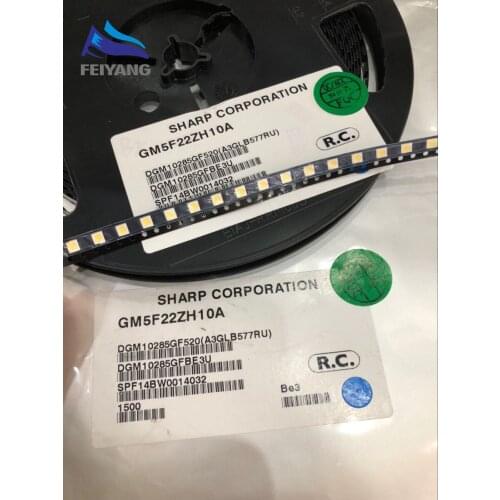 FEIYANG
SHARP CORPORATION
GM5F22ZH10A
DGM10285GF520(A3GLB577RU)
DGM10285GFBE3U
SPF14BW0014032
R.C.
SHARP CORPORATION
GM5F22ZH10A
DGM10285GF520(A3GLB577RU)
DGM10285GFBE3U
SPF14BW0014032
1500
R.C.
Be3